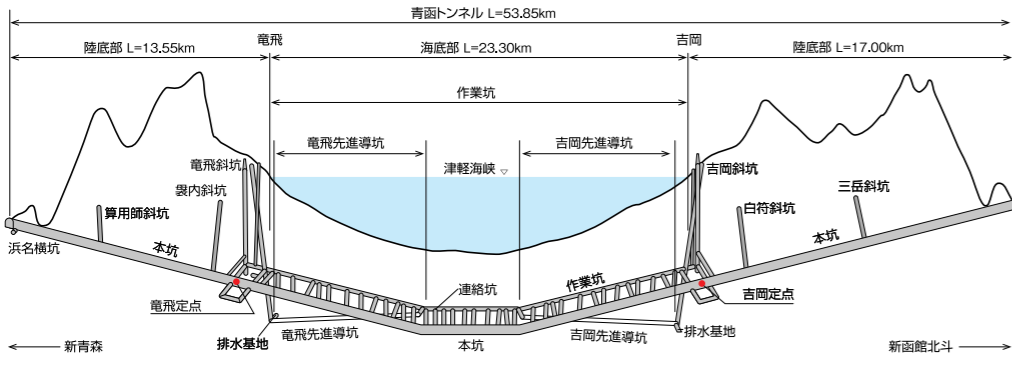 青函トンネル L=53.85km
陸底部 L=13.55km
竜飛
海底部 L=23.30km
吉岡
陸底部 L=17.00km
作業坑
竜飛先進導坑
吉岡先進導坑
津軽海峡 ▽
竜飛斜坑
吉岡斜坑
袋内斜坑
三岳斜坑
算用師斜坑
白符斜坑
本坑
本坑
浜名横坑
作業坑
連絡坑
竜飛定点
吉岡定点
排水基地
竜飛先進導坑
本坑
吉岡先進導坑
排水基地
新青森
新函館北斗